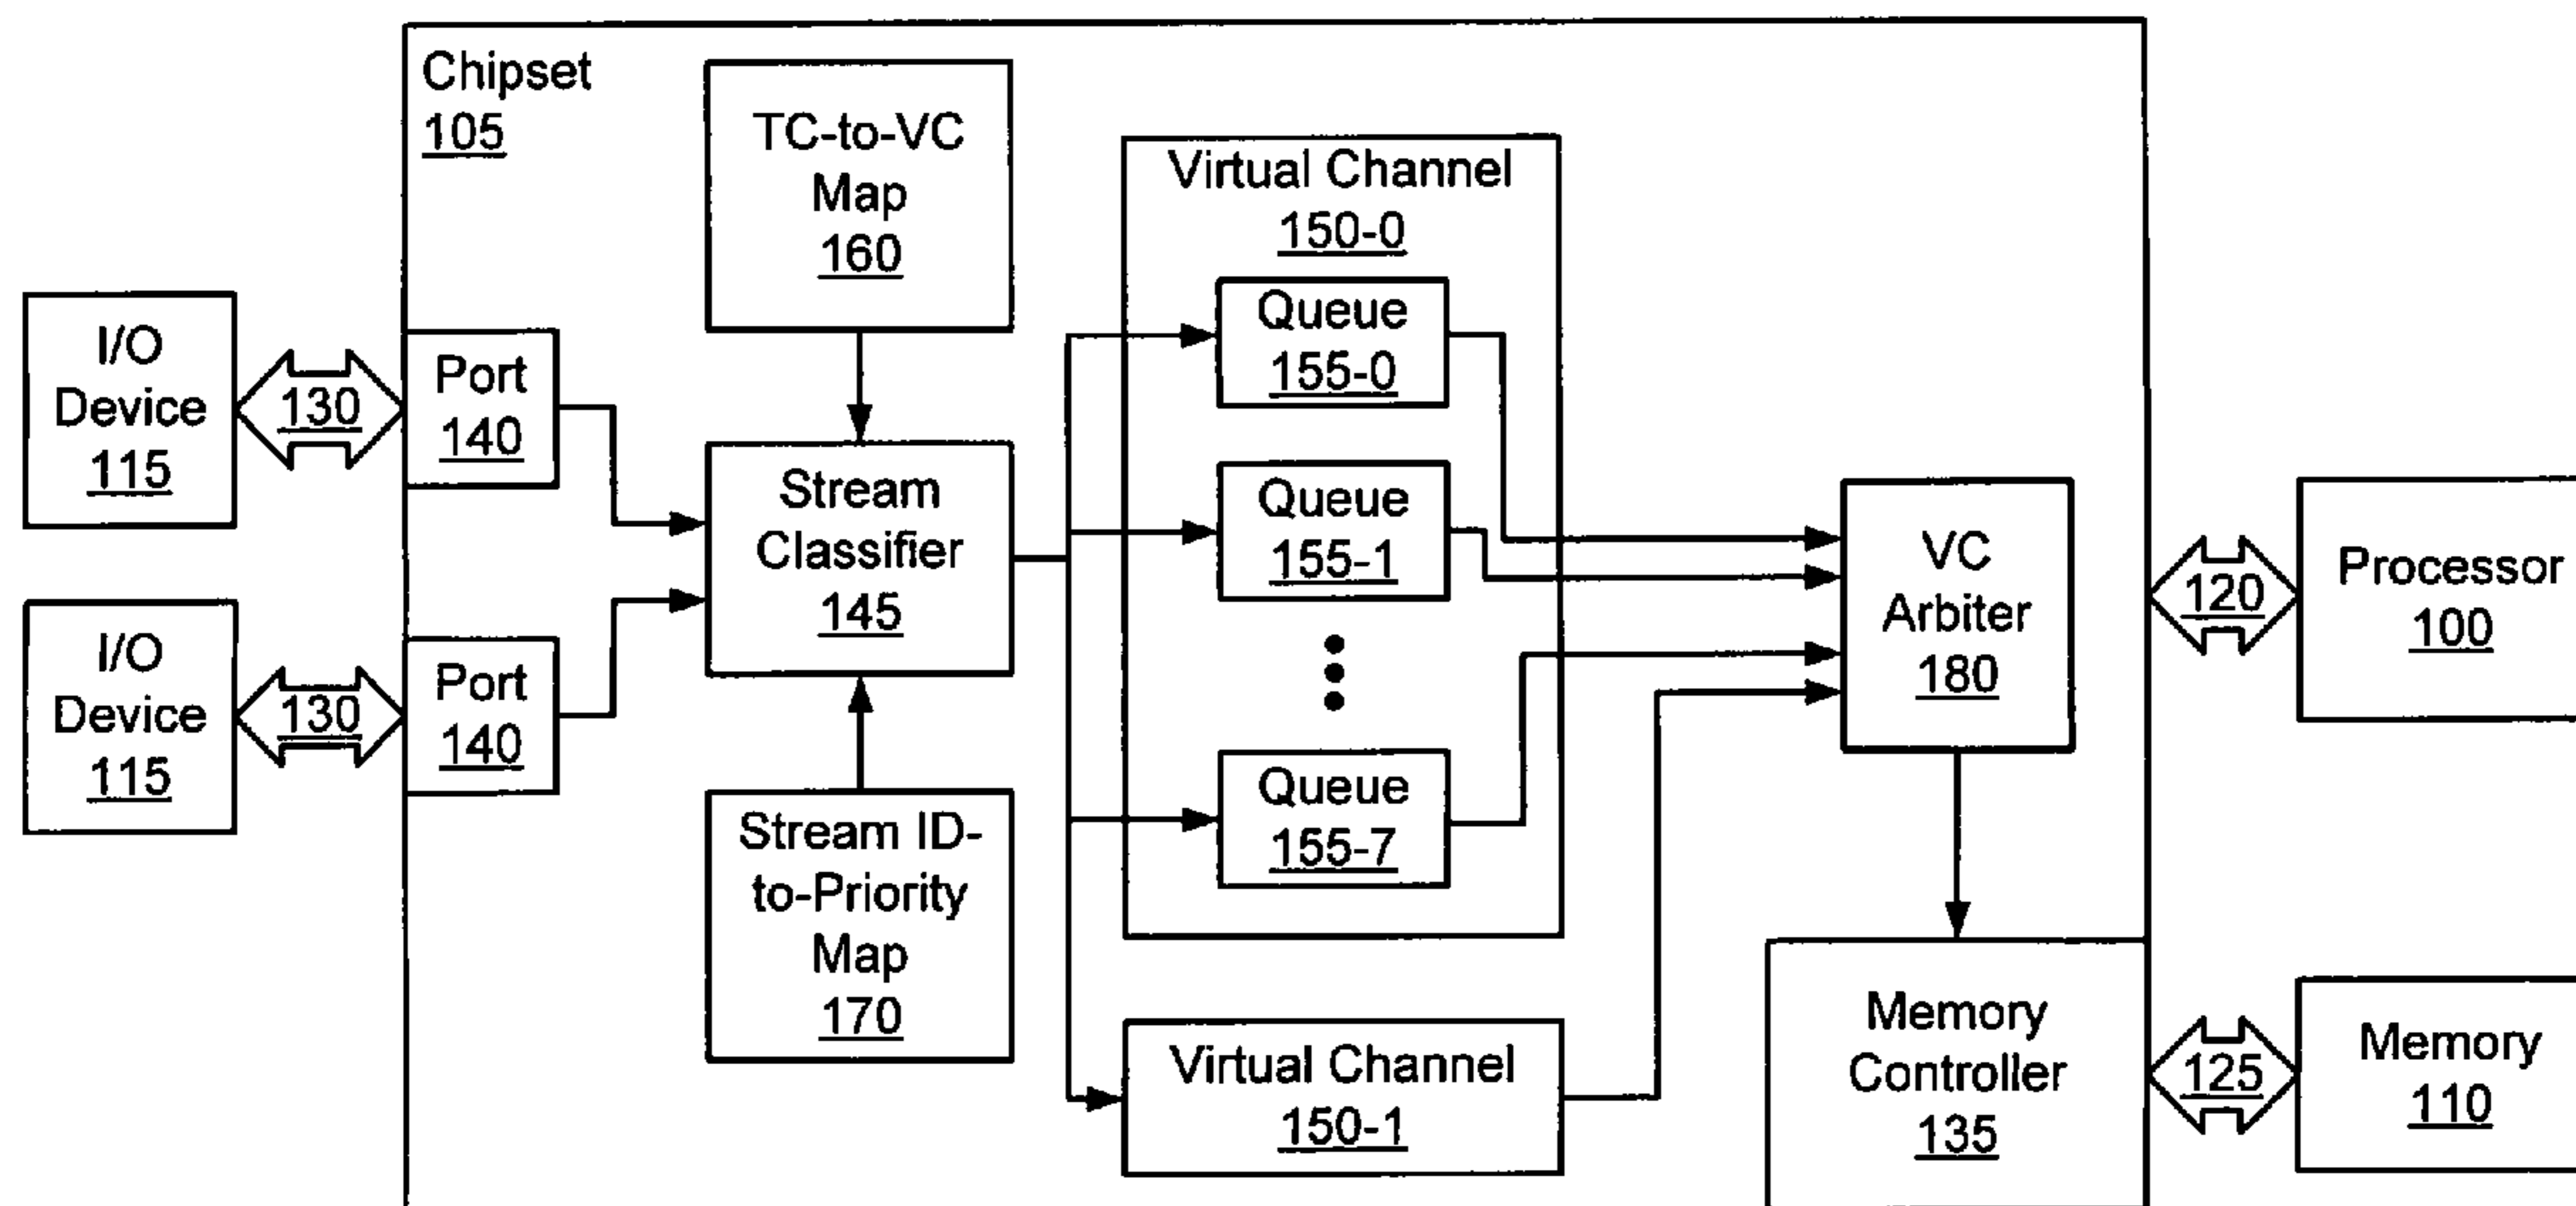 Chipset
105
TC-to-VC
Map
160
Virtual Channel
150-0
I/O
Device
115
130
Port
140
Queue
155-0
Stream
Classifier
145
Queue
155-1
VC
Arbiter
180
120
Processor
100
I/O
Device
115
130
Port
140
Stream ID-
to-Priority
Map
170
Queue
155-7
Virtual Channel
150-1
Memory
Controller
135
125
Memory
110